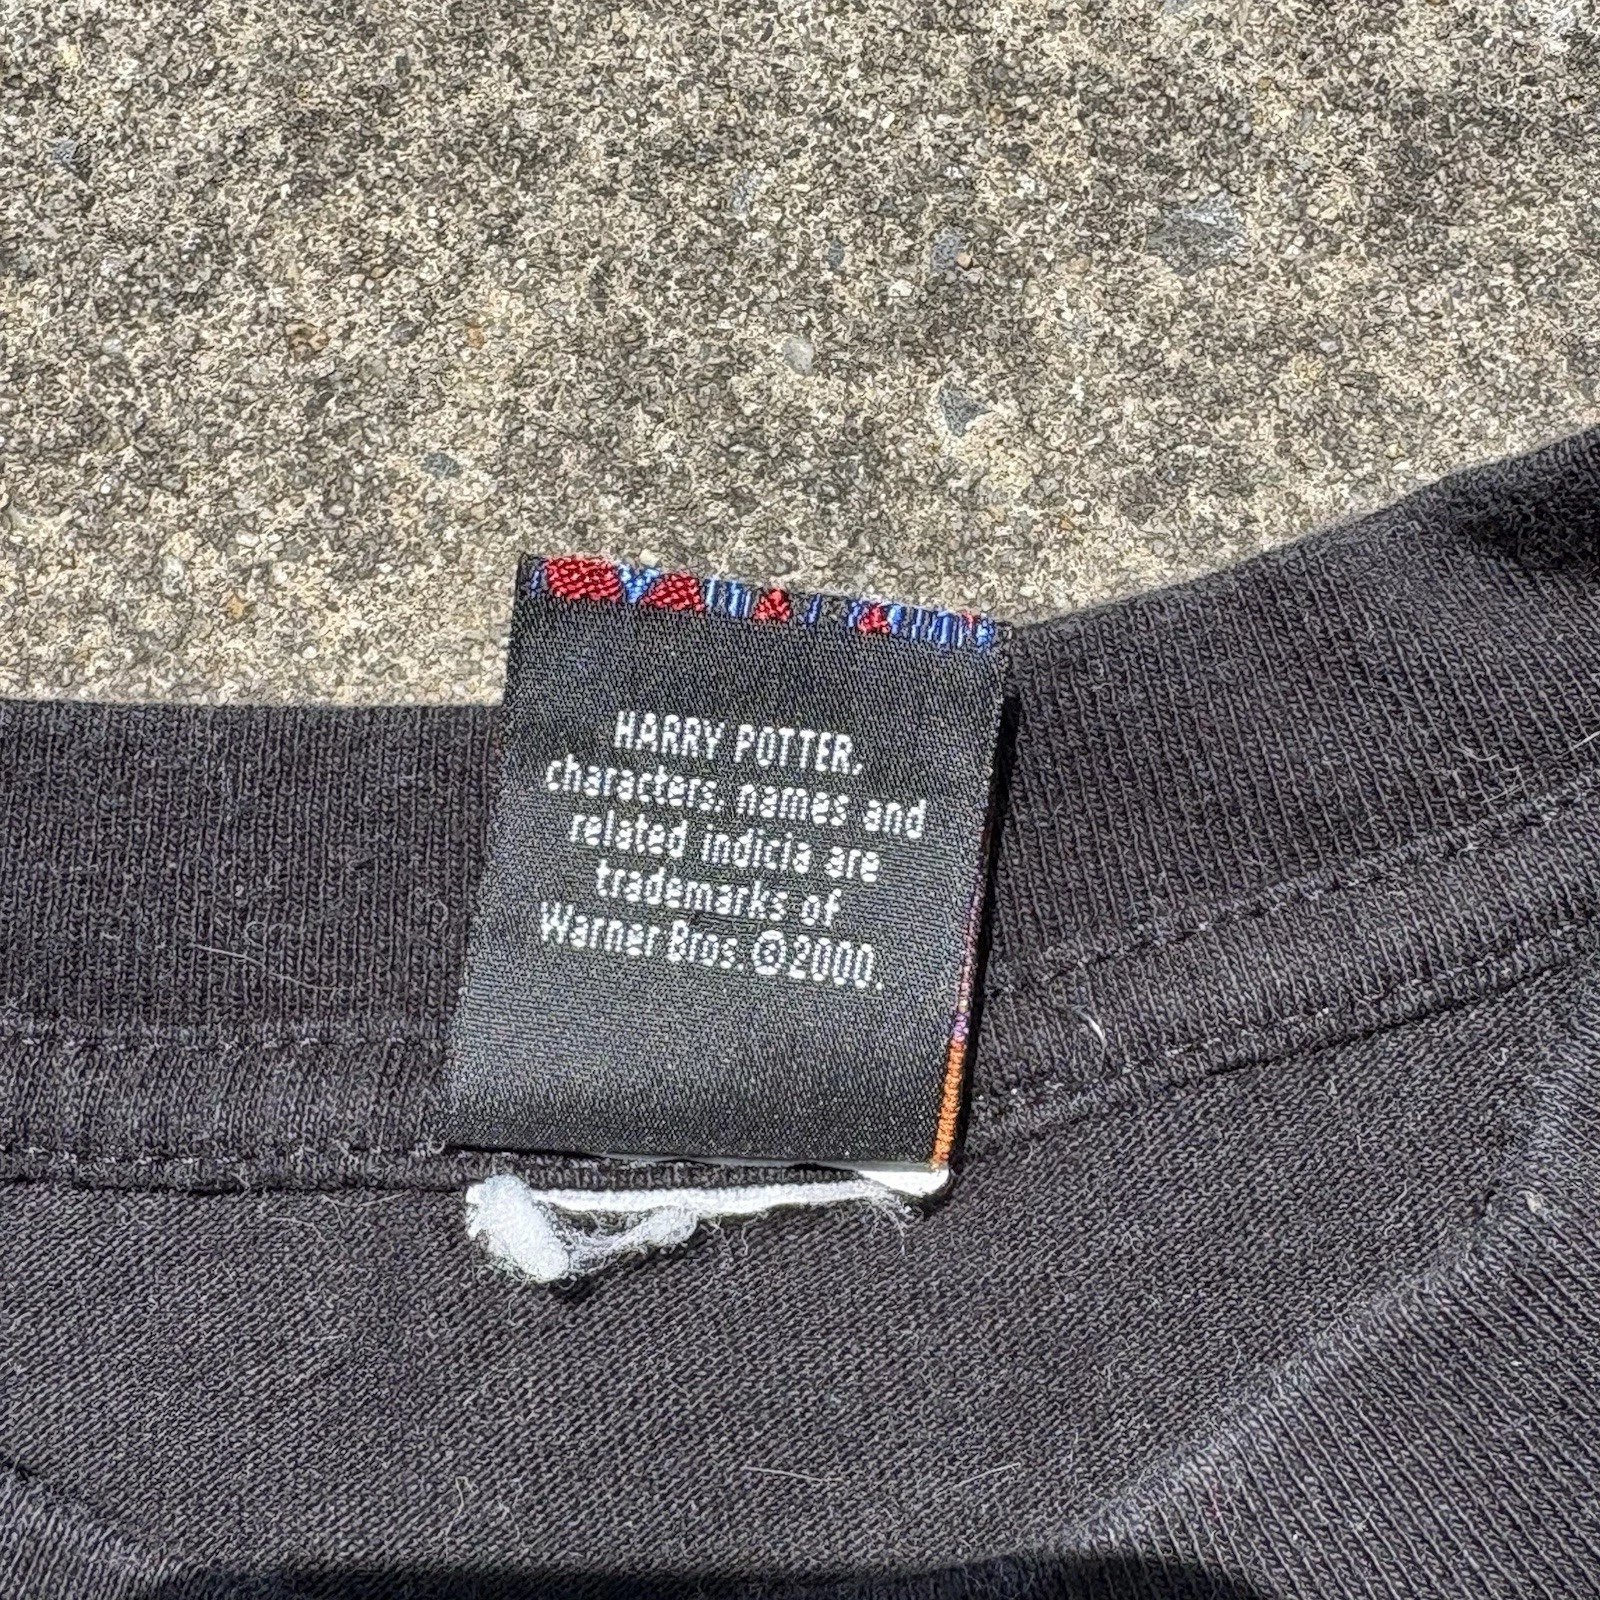 HARRY POTTER,
characters, names and
related indicia are
trademarks of
Warner Bros. ©2000.